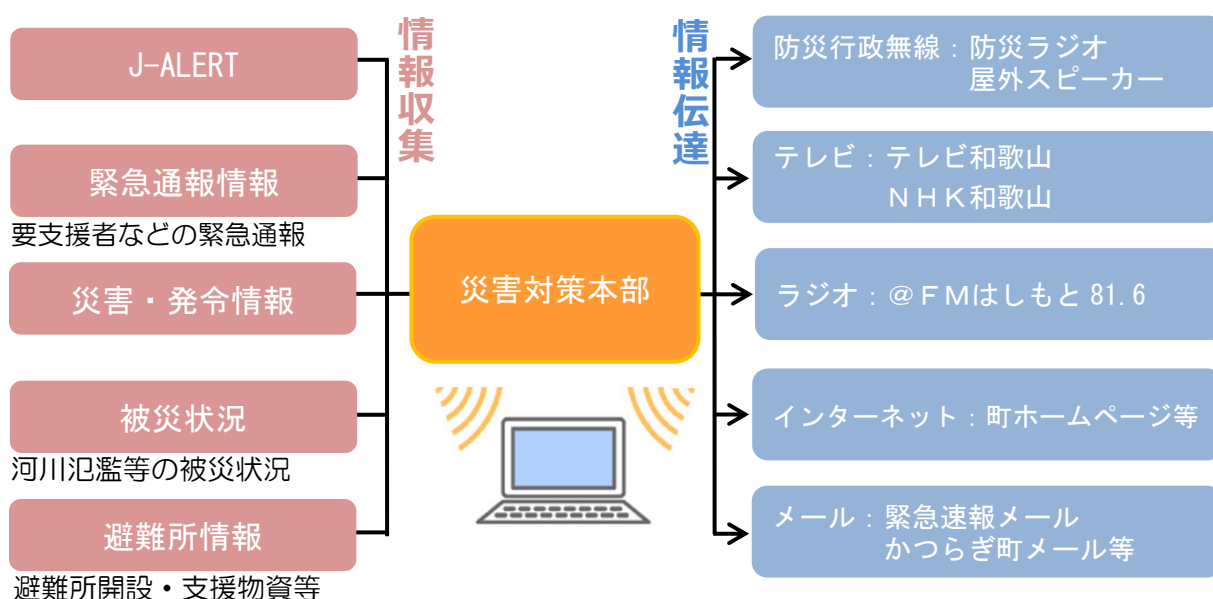 情報収集
J-ALERT
緊急通報情報
要支援者などの緊急通報
災害・発令情報
被災状況
河川氾濫等の被災状況
避難所情報
避難所開設・支援物資等
災害対策本部
情報伝達
防災行政無線：防災ラジオ
屋外スピーカー
テレビ：テレビ和歌山
ＮＨＫ和歌山
ラジオ：＠ＦＭはしもと 81.6
インターネット：町ホームページ等
メール：緊急速報メール
かつらぎ町メール等